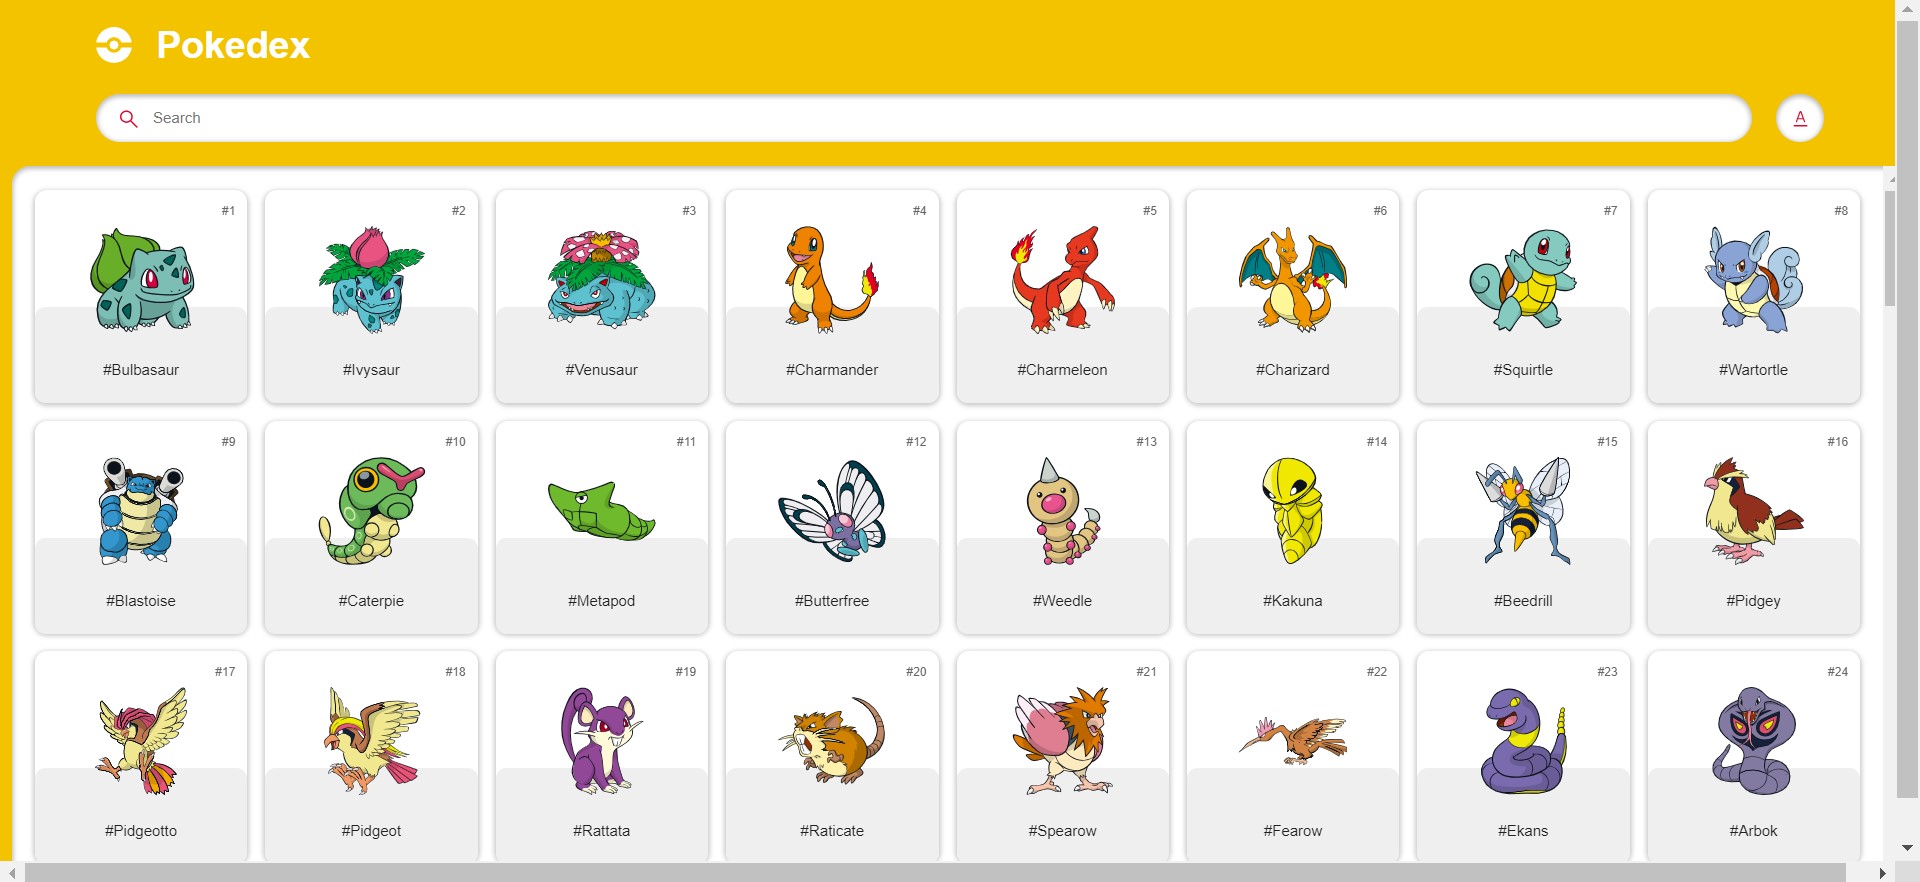 Pokedex
Search
A
#1
#2
#3
#4
#5
#6
#7
#8
#Bulbasaur
#Ivysaur
#Venusaur
#Charmander
#Charmeleon
#Charizard
#Squirtle
#Wartortle
#9
#10
#11
#12
#13
#14
#15
#16
#Blastoise
#Caterpie
#Metapod
#Butterfree
#Weedle
#Kakuna
#Beedrill
#Pidgey
#17
#18
#19
#20
#21
#22
#23
#24
#Pidgeotto
#Pidgeot
#Rattata
#Raticate
#Spearow
#Fearow
#Ekans
#Arbok